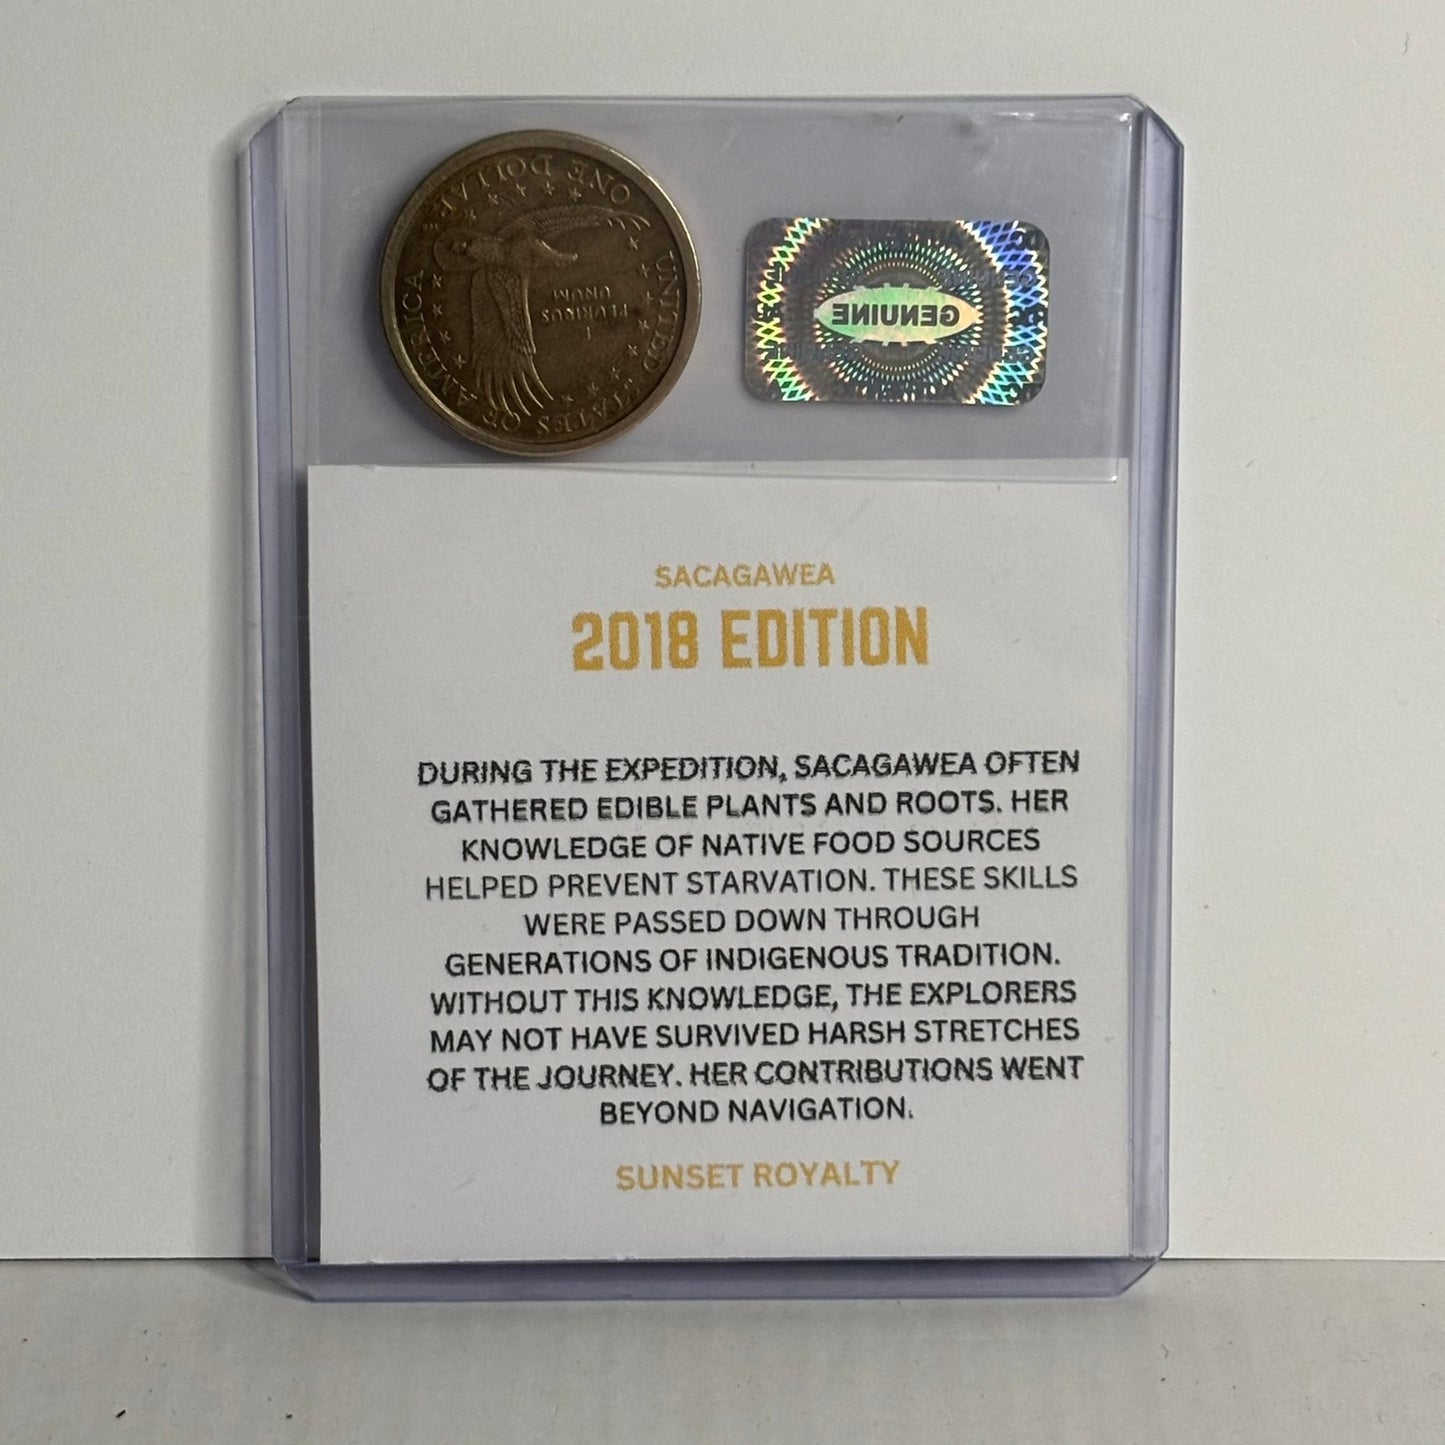 UNITED STATES OF AMERICA
ONE DOLLAR
E
PLURIBUS
UNUM
GENUINE
SACAGAWEA
2018 EDITION
DURING THE EXPEDITION, SACAGAWEA OFTEN
GATHERED EDIBLE PLANTS AND ROOTS. HER
KNOWLEDGE OF NATIVE FOOD SOURCES
HELPED PREVENT STARVATION. THESE SKILLS
WERE PASSED DOWN THROUGH
GENERATIONS OF INDIGENOUS TRADITION.
WITHOUT THIS KNOWLEDGE, THE EXPLORERS
MAY NOT HAVE SURVIVED HARSH STRETCHES
OF THE JOURNEY. HER CONTRIBUTIONS WENT
BEYOND NAVIGATION.
SUNSET ROYALTY